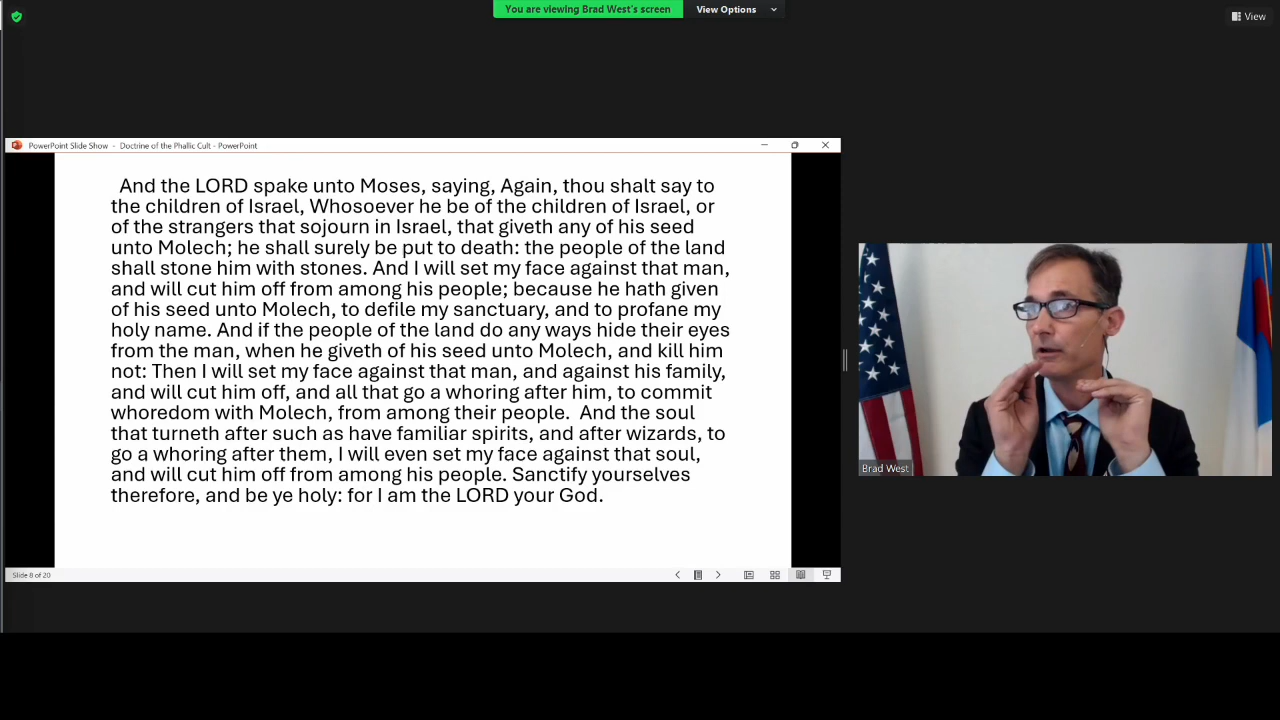 You are viewing Brad West's screen
View Options
View
PowerPoint Slide Show - Doctrine of the Phallic Cult - PowerPoint
And the LORD spake unto Moses, saying, Again, thou shalt say to
the children of Israel, Whosoever he be of the children of Israel, or
of the strangers that sojourn in Israel, that giveth any of his seed
unto Molech; he shall surely be put to death: the people of the land
shall stone him with stones. And I will set my face against that man,
and will cut him off from among his people; because he hath given
of his seed unto Molech, to defile my sanctuary, and to profane my
holy name. And if the people of the land do any ways hide their eyes
from the man, when he giveth of his seed unto Molech, and kill him
not: Then I will set my face against that man, and against his family,
and will cut him off, and all that go a whoring after him, to commit
whoredom with Molech, from among their people.  And the soul
that turneth after such as have familiar spirits, and after wizards, to
go a whoring after them, I will even set my face against that soul,
and will cut him off from among his people. Sanctify yourselves
therefore, and be ye holy: for I am the LORD your God.
Slide 8 of 20
Brad West